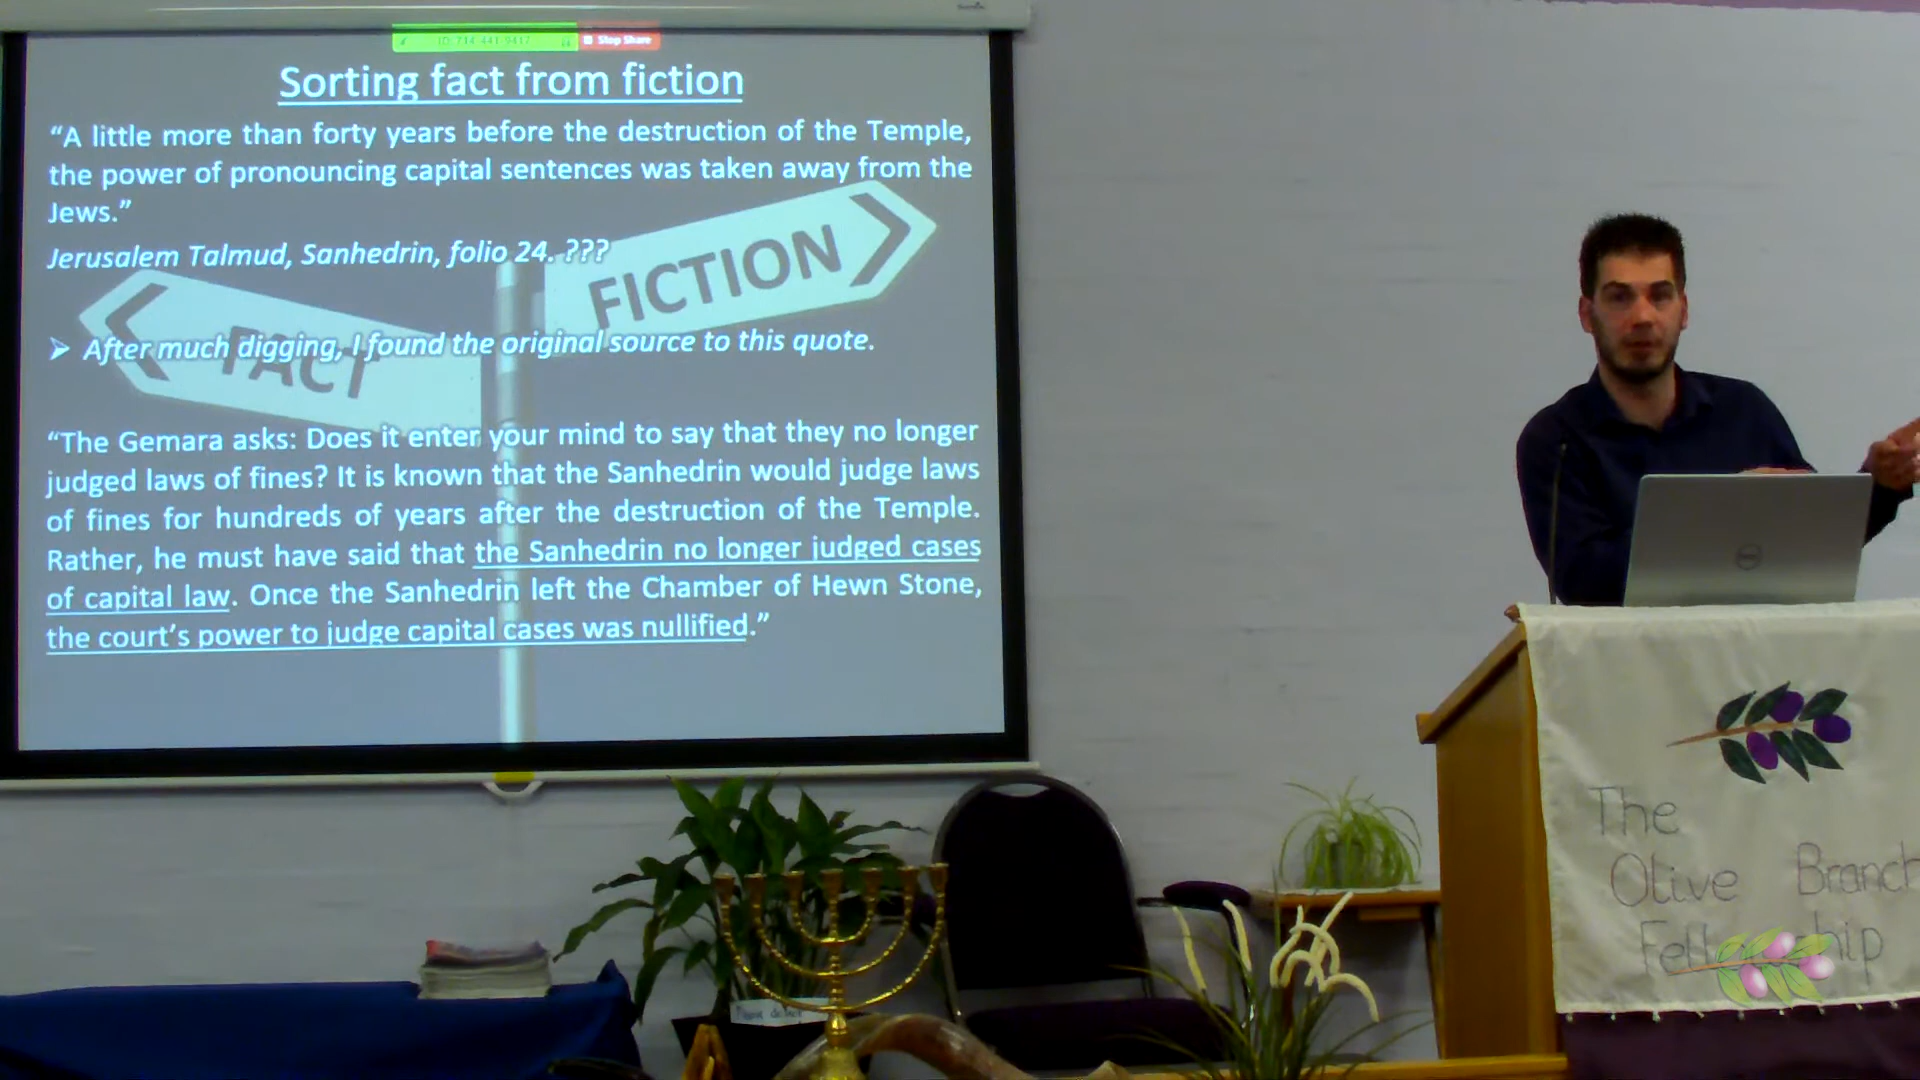 ID: 714-441-9417
Stop Share
Sorting fact from fiction
“A little more than forty years before the destruction of the Temple,
the power of pronouncing capital sentences was taken away from the
Jews.”
Jerusalem Talmud, Sanhedrin, folio 24. ???
FICTION
FACT
➤ After much digging, I found the original source to this quote.
“The Gemara asks: Does it enter your mind to say that they no longer
judged laws of fines? It is known that the Sanhedrin would judge laws
of fines for hundreds of years after the destruction of the Temple.
Rather, he must have said that the Sanhedrin no longer judged cases
of capital law. Once the Sanhedrin left the Chamber of Hewn Stone,
the court’s power to judge capital cases was nullified.”
DELL
The
Olive Branch
Fellowship